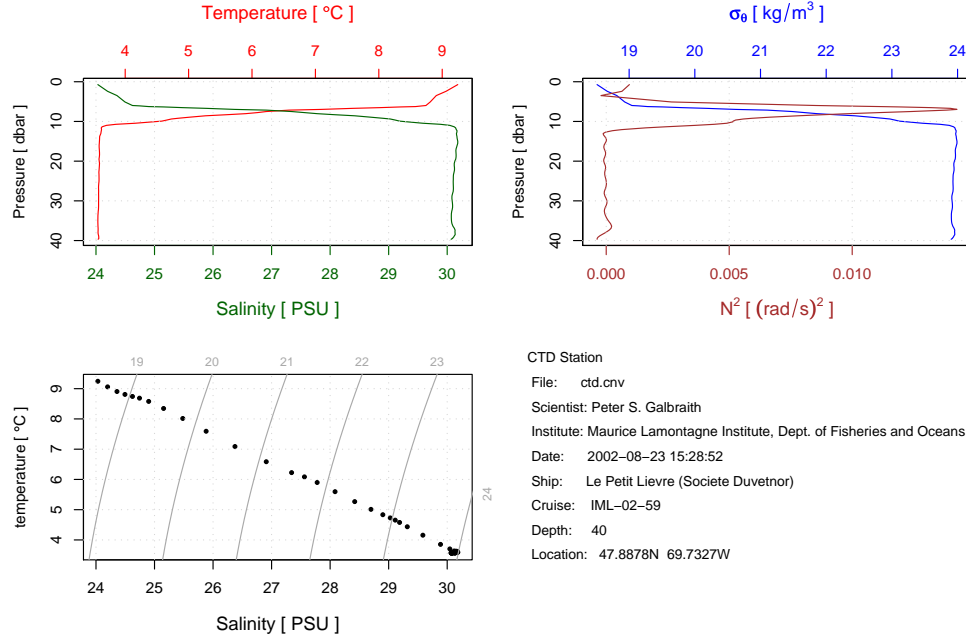 Temperature [ °C ]
4 5 6 7 8 9
Pressure [ dbar ]
0
10
20
30
40
24 25 26 27 28 29 30
Salinity [ PSU ]
σθ [ kg/m³ ]
19 20 21 22 23 24
Pressure [ dbar ]
0
10
20
30
40
0.000 0.005 0.010
N² [ (rad/s)² ]
19 20 21 22 23
24
temperature [ °C ]
9
8
7
6
5
4
24 25 26 27 28 29 30
Salinity [ PSU ]
CTD Station
File: ctd.cnv
Scientist: Peter S. Galbraith
Institute: Maurice Lamontagne Institute, Dept. of Fisheries and Oceans
Date: 2002−08−23 15:28:52
Ship: Le Petit Lievre (Societe Duvetnor)
Cruise: IML−02−59
Depth: 40
Location: 47.8878N 69.7327W